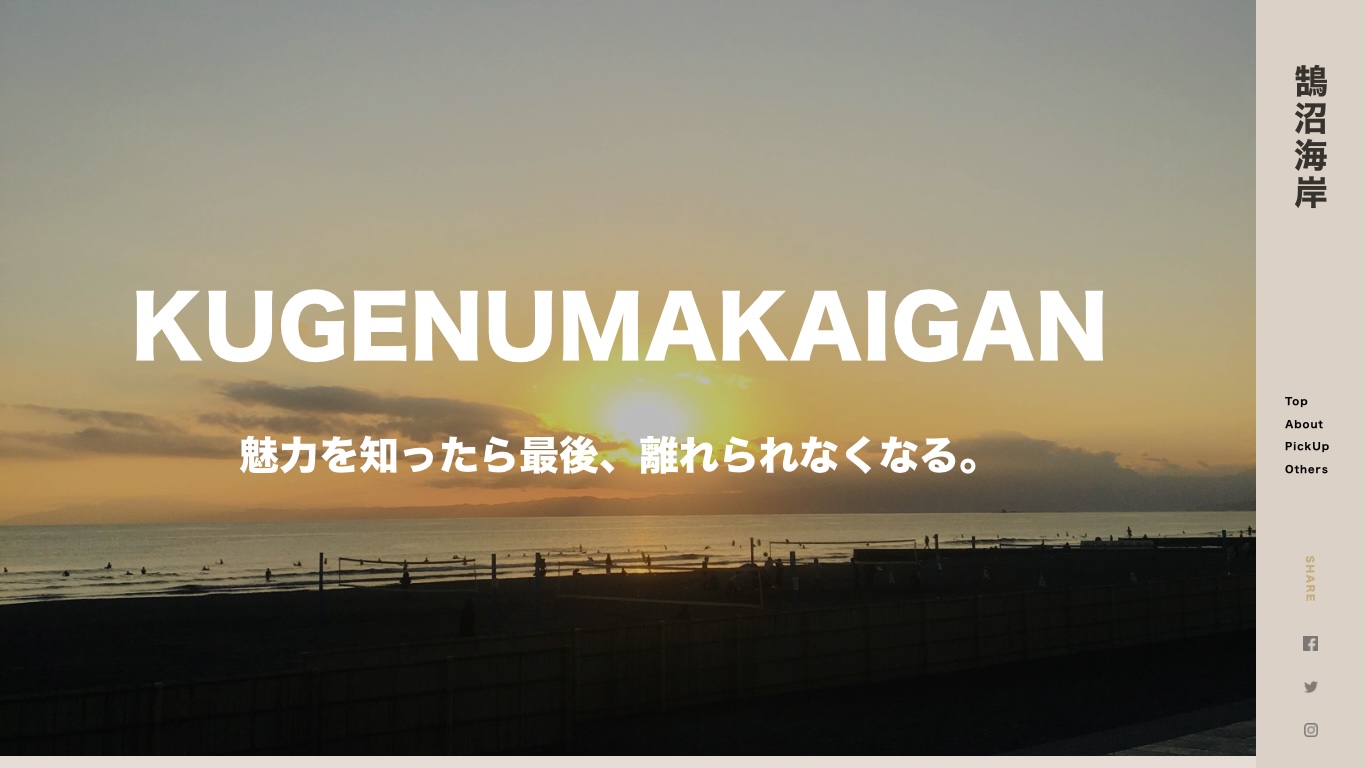 KUGENUMAKAIGAN
魅力を知ったら最後、離れられなくなる。
鵠沼海岸
Top
About
PickUp
Others
SHARE